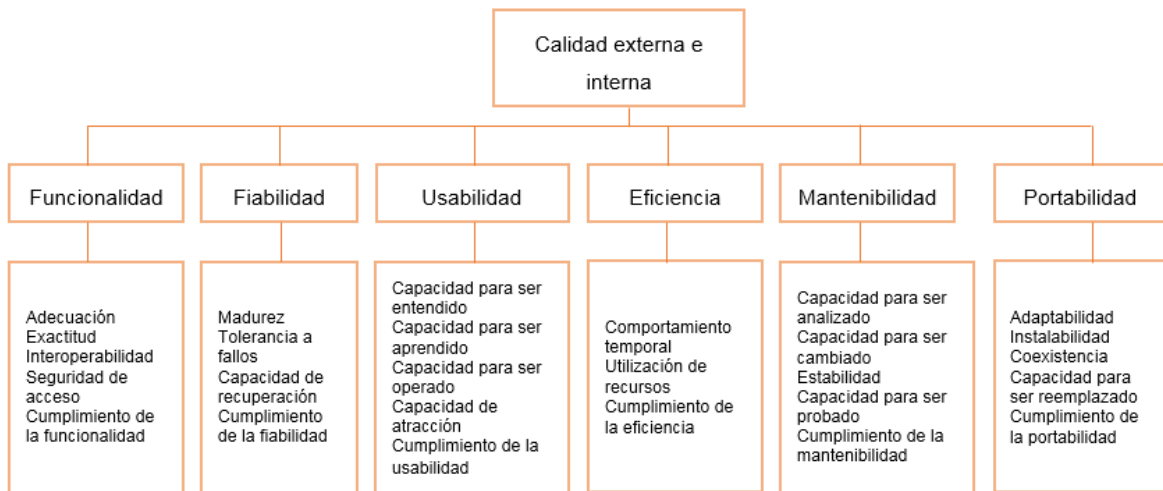 Calidad externa e
interna
Funcionalidad
Fiabilidad
Usabilidad
Eficiencia
Mantenibilidad
Portabilidad
Adecuación
Exactitud
Interoperabilidad
Seguridad de
acceso
Cumplimiento de
la funcionalidad
Madurez
Tolerancia a
fallos
Capacidad de
recuperación
Cumplimiento
de la fiabilidad
Capacidad para ser
entendido
Capacidad para ser
aprendido
Capacidad para ser
operado
Capacidad de
atracción
Cumplimiento de la
usabilidad
Comportamiento
temporal
Utilización de
recursos
Cumplimiento de
la eficiencia
Capacidad para ser
analizado
Capacidad para ser
cambiado
Estabilidad
Capacidad para ser
probado
Cumplimiento de la
mantenibilidad
Adaptabilidad
Instalabilidad
Coexistencia
Capacidad para
ser reemplazado
Cumplimiento de
la portabilidad